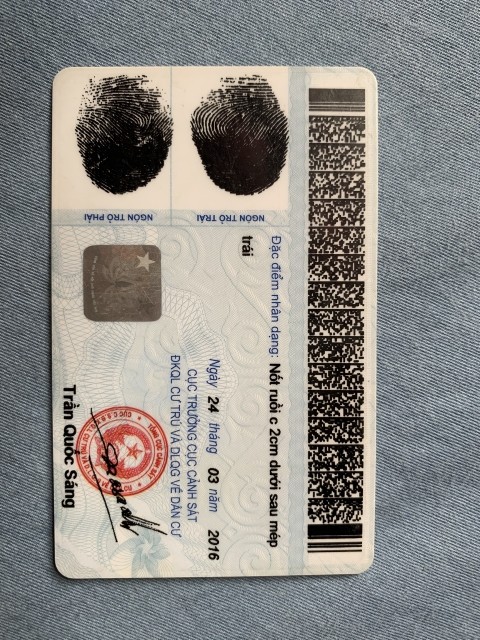 Đặc điểm nhân dạng: Nốt ruồi c 2cm dưới sau mép
trái
NGÓN TRỎ TRÁI
NGÓN TRỎ PHẢI
Ngày 24 tháng 03 năm 2016
CỤC TRƯỞNG CỤC CẢNH SÁT
ĐKQL CƯ TRÚ VÀ DLQG VỀ DÂN CƯ
Trần Quốc Sáng